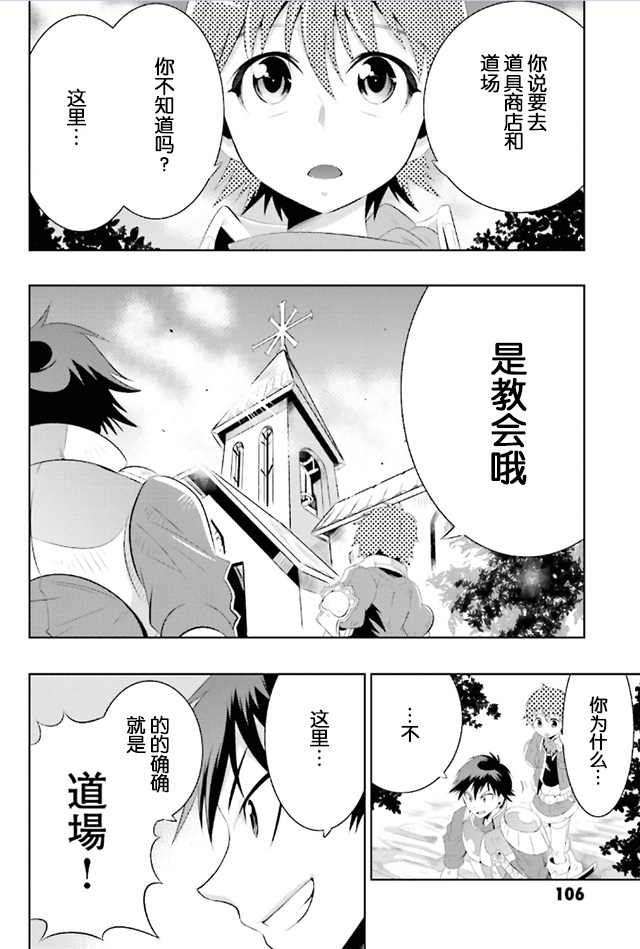 你说要去
道具商店和
道场
你不知道吗?
这里…
是教会哦
你为什么…
不
这里…
的的确确
就是
道場!
106